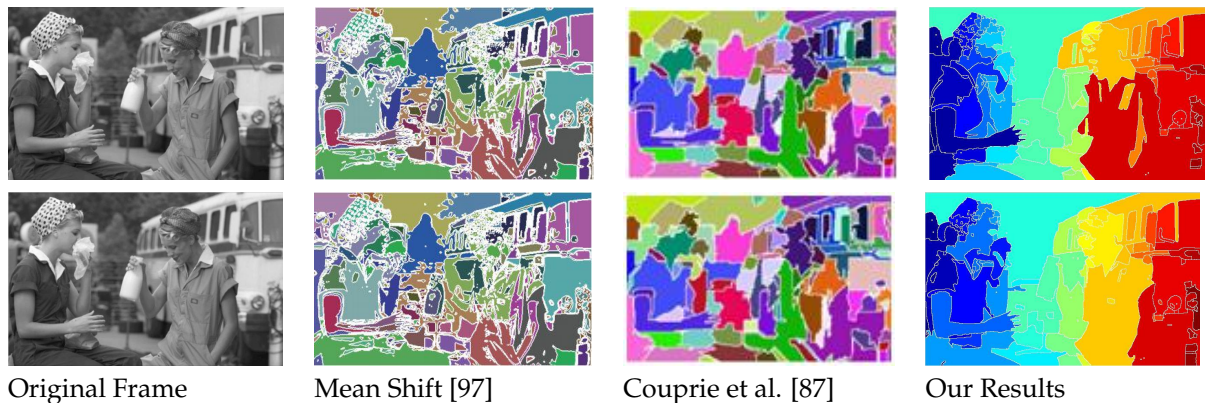 Original Frame
Mean Shift [97]
Couprie et al. [87]
Our Results